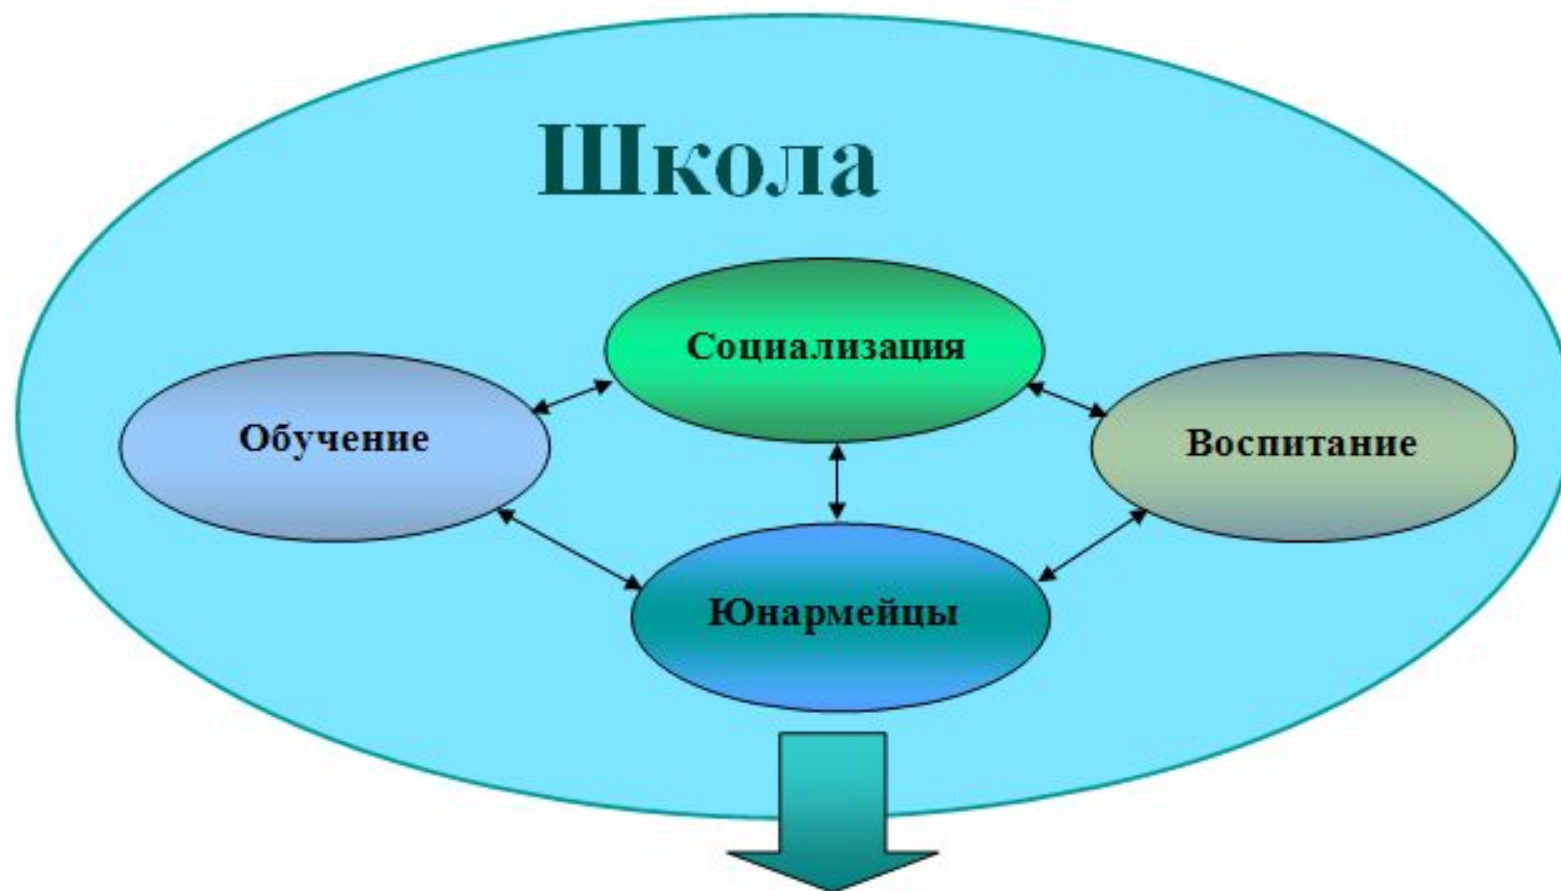 Школа
Социализация
Обучение
Воспитание
Юнармейцы